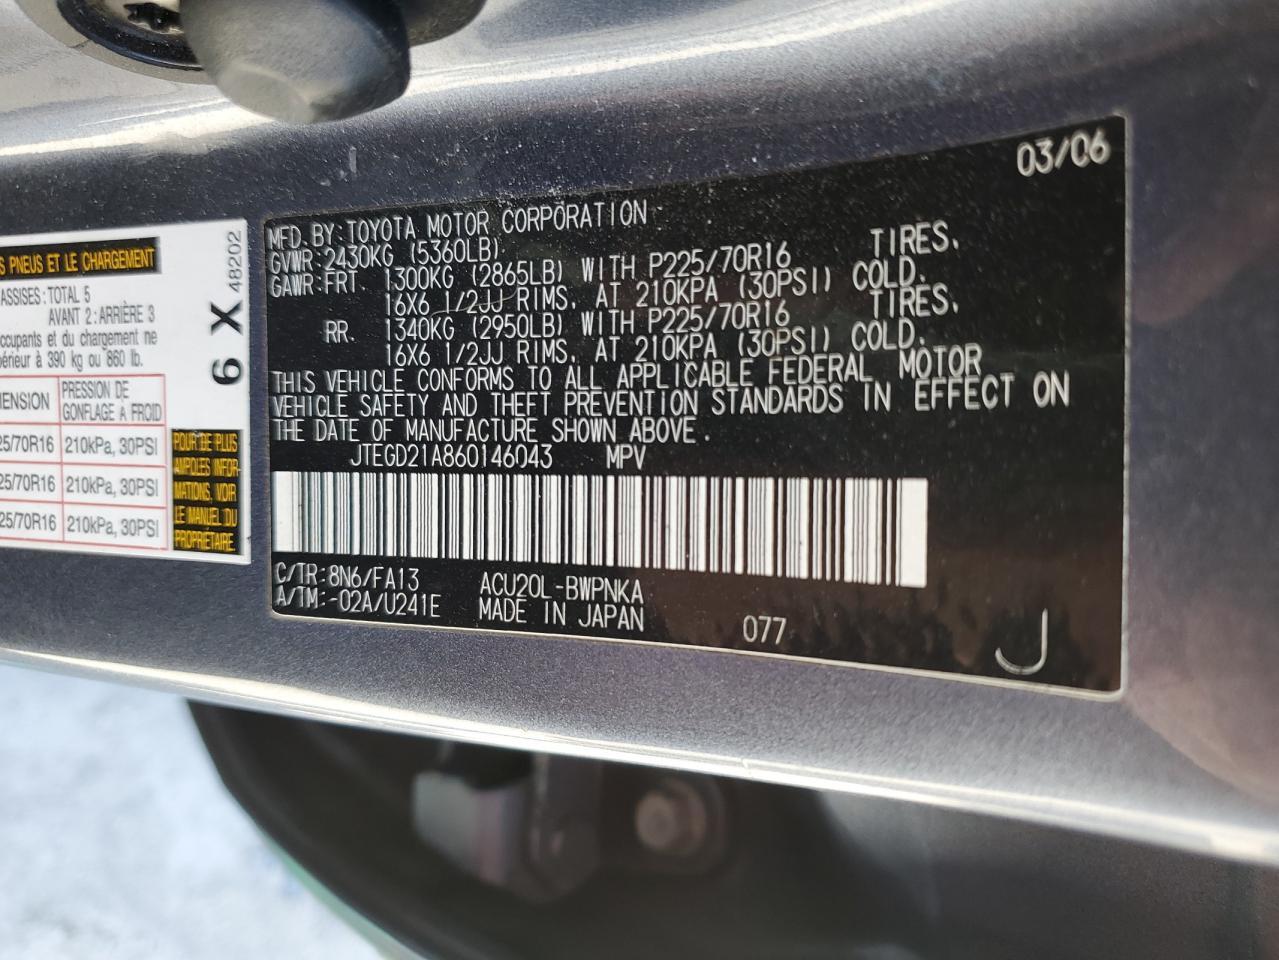 S PNEUS ET LE CHARGEMENT
ASSISES: TOTAL 5
AVANT 2: ARRIÈRE 3
ccupants et du chargement ne
périeur à 390 kg ou 860 lb.
MENSION PRESSION DE
GONFLAGE À FROID
25/70R16 210kPa, 30PSI
25/70R16 210kPa, 30PSI
25/70R16 210kPa, 30PSI
POUR DE PLUS
AMPLES INFOR-
MATIONS, VOIR
LE MANUEL DU
PROPRIÉTAIRE.
6 X 48202
03/06
MFD. BY: TOYOTA MOTOR CORPORATION
GVWR: 2430KG (5360LB)
GAWR: FRT 1300KG (2865LB) WITH P225/70R16 TIRES.
16X6 1/2JJ RIMS. AT 210KPA (30PSI) COLD.
RR. 1340KG (2950LB) WITH P225/70R16 TIRES.
16X6 1/2JJ RIMS. AT 210KPA (30PSI) COLD.
THIS VEHICLE CONFORMS TO ALL APPLICABLE FEDERAL MOTOR
VEHICLE SAFETY AND THEFT PREVENTION STANDARDS IN EFFECT ON
THE DATE OF MANUFACTURE SHOWN ABOVE.
JTEGD21A860146043 MPV
C/TR: 8N6/FA13 ACU20L-BWPNKA
A/TM: -02A/U241E MADE IN JAPAN
077
J